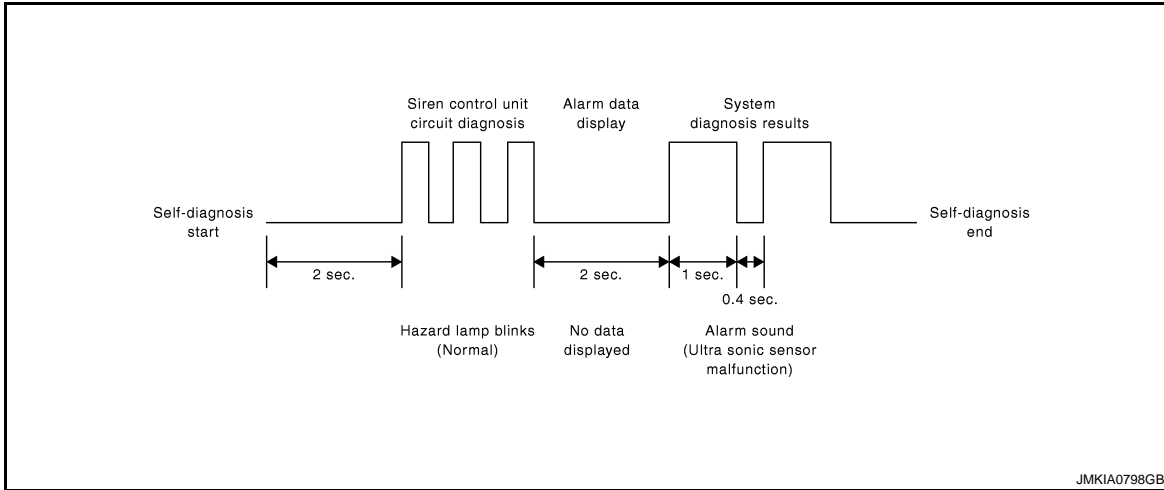 Siren control unit
circuit diagnosis
Alarm data
display
System
diagnosis results
Self-diagnosis
start
Self-diagnosis
end
2 sec.
2 sec.
1 sec.
0.4 sec.
Hazard lamp blinks
(Normal)
No data
displayed
Alarm sound
(Ultra sonic sensor
malfunction)
JMKIA0798GB